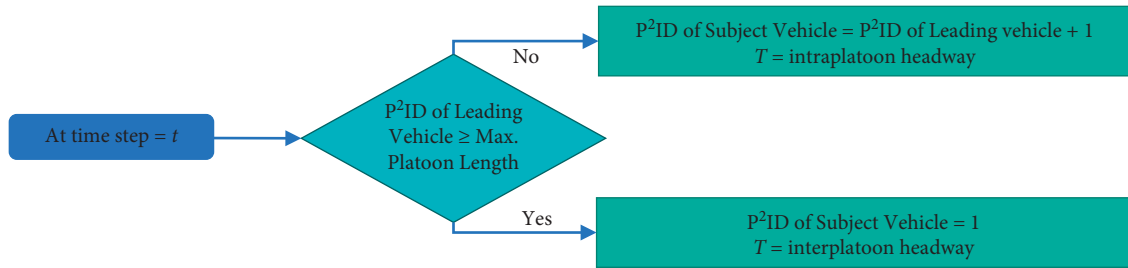 At time step = t
P²ID of Leading
Vehicle ≥ Max.
Platoon Length
No
P²ID of Subject Vehicle = P²ID of Leading vehicle + 1
T = intraplatoon headway
Yes
P²ID of Subject Vehicle = 1
T = interplatoon headway